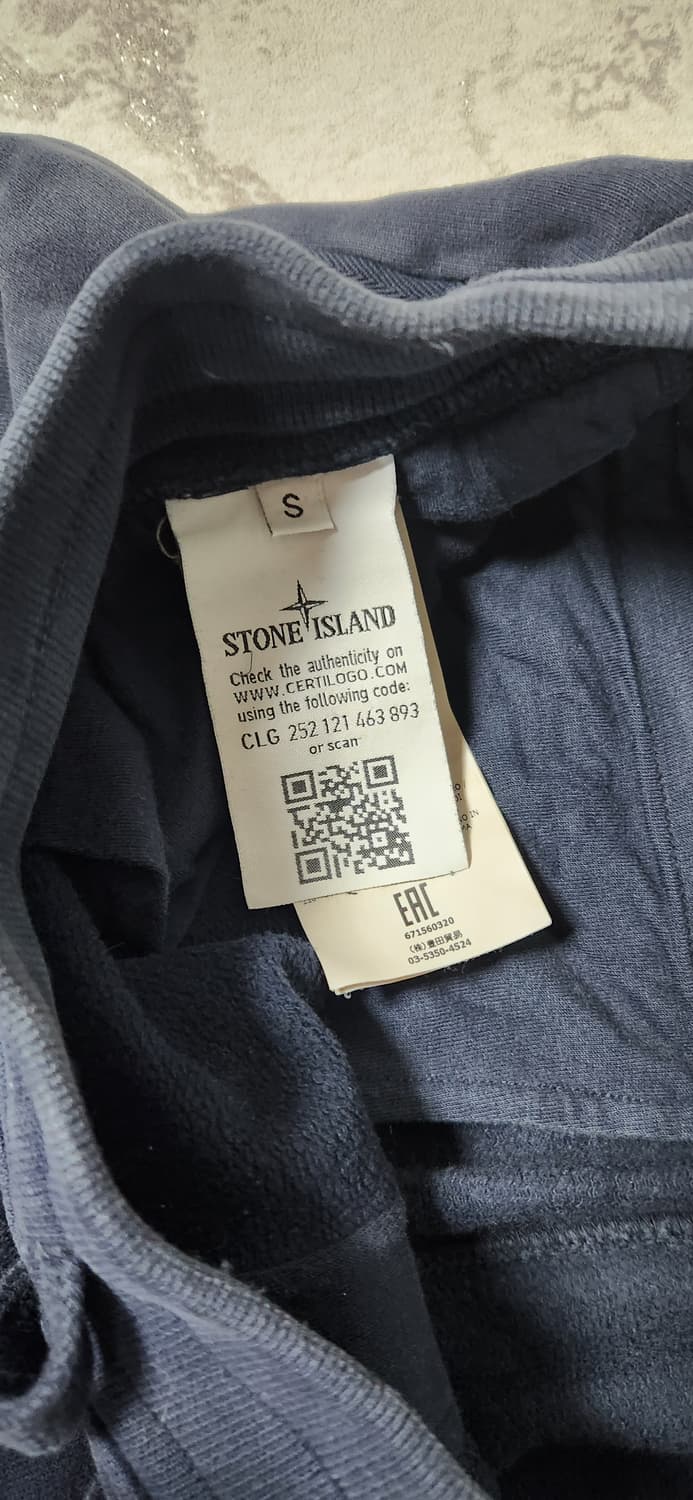 S
STONE ISLAND
Check the authenticity on
WWW.CERTILOGO.COM
using the following code:
CLG 252 121 463 893
or scan
EAC
671560320
(株)豊田貿易
03-5350-4524